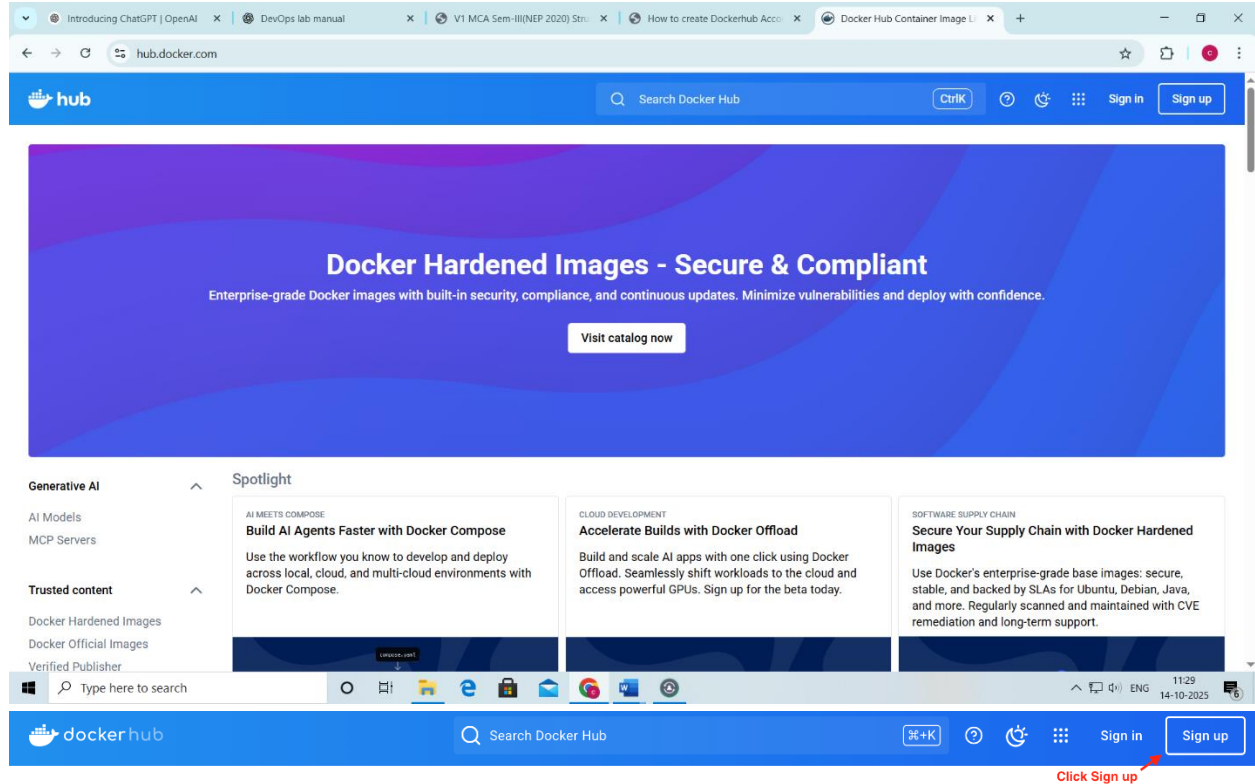 Introducing ChatGPT | OpenAI
DevOps lab manual
V1 MCA Sem-III(NEP 2020) Stru
How to create Dockerhub Acco
Docker Hub Container Image Li
hub.docker.com
hub
Search Docker Hub
CtrlK
Sign in
Sign up
Docker Hardened Images - Secure & Compliant
Enterprise-grade Docker images with built-in security, compliance, and continuous updates. Minimize vulnerabilities and deploy with confidence.
Visit catalog now
Generative AI
AI Models
MCP Servers
Trusted content
Docker Hardened Images
Docker Official Images
Verified Publisher
Spotlight
AI MEETS COMPOSE
Build AI Agents Faster with Docker Compose
Use the workflow you know to develop and deploy
across local, cloud, and multi-cloud environments with
Docker Compose.
compose.yaml
CLOUD DEVELOPMENT
Accelerate Builds with Docker Offload
Build and scale AI apps with one click using Docker
Offload. Seamlessly shift workloads to the cloud and
access powerful GPUs. Sign up for the beta today.
SOFTWARE SUPPLY CHAIN
Secure Your Supply Chain with Docker Hardened
Images
Use Docker's enterprise-grade base images: secure,
stable, and backed by SLAs for Ubuntu, Debian, Java,
and more. Regularly scanned and maintained with CVE
remediation and long-term support.
Type here to search
ENG
11:29
14-10-2025
6
dockerhub
Search Docker Hub
⌘+K
Sign in
Sign up
Click Sign up